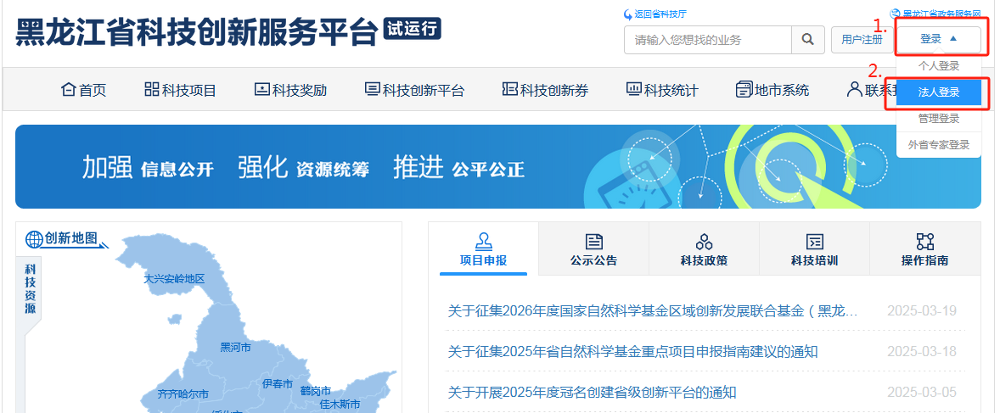 黑龙江省科技创新服务平台 试运行
返回省科技厅
黑龙江省政务服务网
请输入您想找的业务
用户注册
1.
登录
个人登录
2.
法人登录
管理登录
外省专家登录
首页
科技项目
科技奖励
科技创新平台
科技创新券
科技统计
地市系统
联系
加强 信息公开 强化 资源统筹 推进 公平公正
创新地图
科技资源
大兴安岭地区
黑河市
伊春市
鹤岗市
齐齐哈尔市
佳木斯市
绥化市
项目申报
公示公告
科技政策
科技培训
操作指南
关于征集2026年度国家自然科学基金区域创新发展联合基金（黑龙... 2025-03-19
关于征集2025年省自然科学基金重点项目申报指南建议的通知 2025-03-18
关于开展2025年度冠名创建省级创新平台的通知 2025-03-05